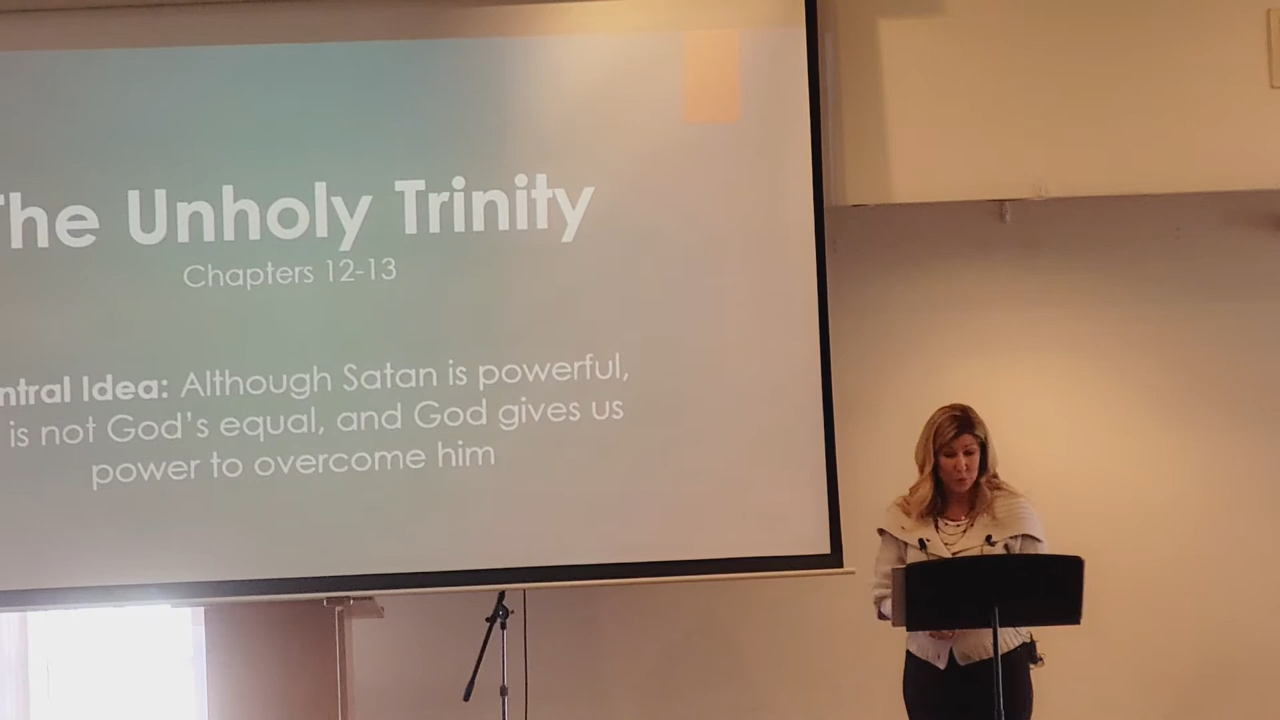 The Unholy Trinity
Chapters 12-13
ntral Idea: Although Satan is powerful,
is not God's equal, and God gives us
power to overcome him